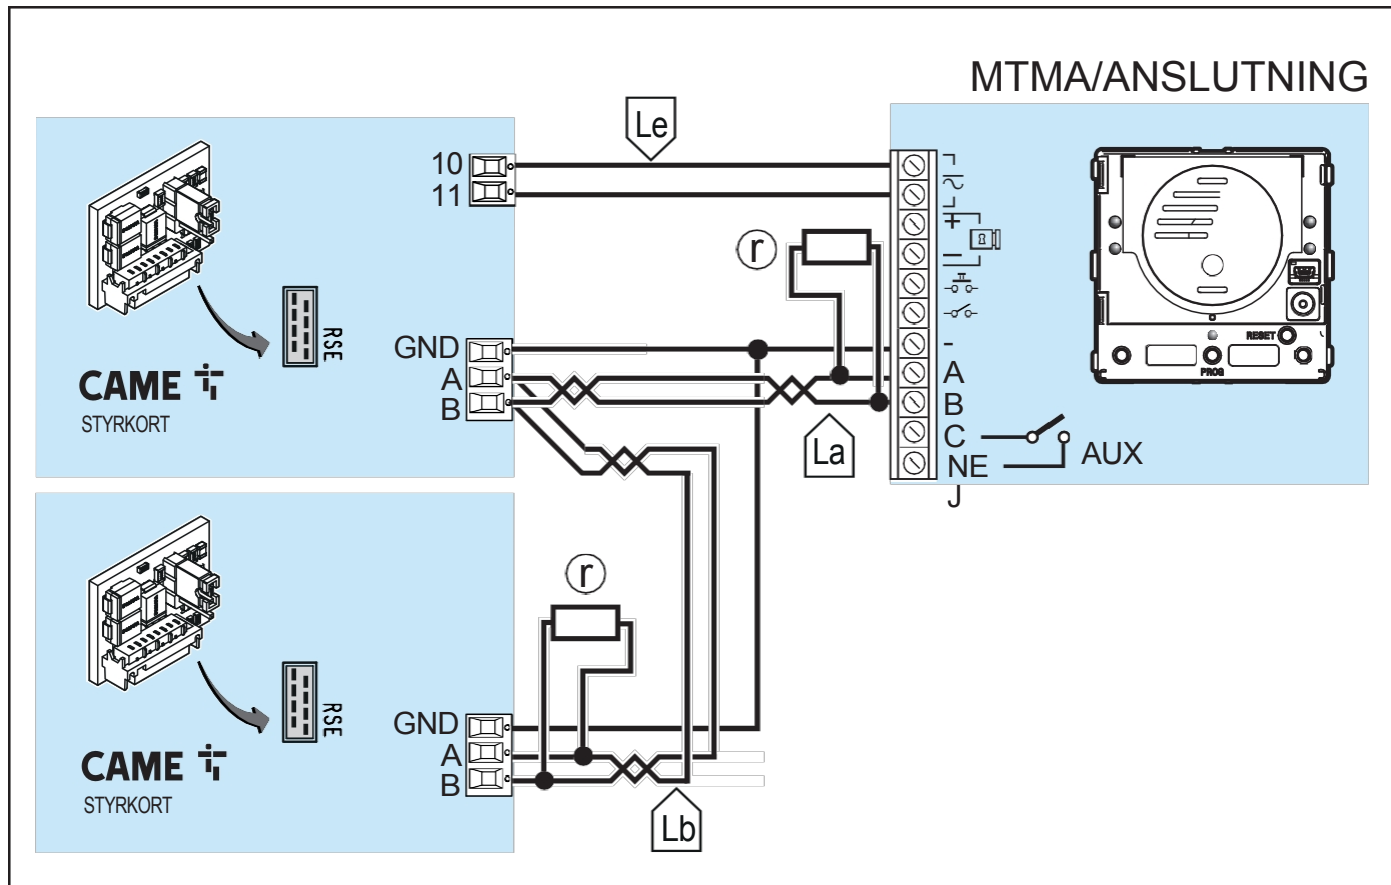 MTMA/ANSLUTNING
Le
10
11
r
RSE
GND
A
B
CAME
STYRKORT
La
+
-
A
B
C
NE
J
AUX
RESET
PROG
r
RSE
GND
A
B
CAME
STYRKORT
Lb